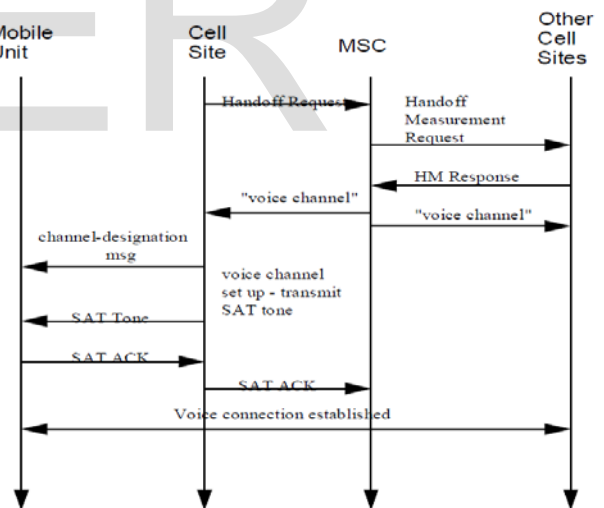 Mobile
Unit
Cell
Site
MSC
Other
Cell
Sites
Handoff Request
Handoff
Measurement
Request
HM Response
"voice channel"
"voice channel"
channel-designation
msg
voice channel
set up - transmit
SAT tone
SAT Tone
SAT ACK
SAT ACK
Voice connection established